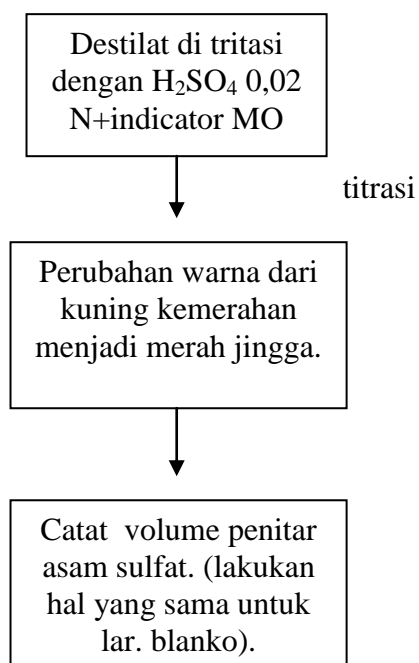 Destilat di tritasi
dengan H₂SO₄ 0,02
N+indicator MO
titrasi
Perubahan warna dari
kuning kemerahan
menjadi merah jingga.
Catat volume penitar
asam sulfat. (lakukan
hal yang sama untuk
lar. blanko).